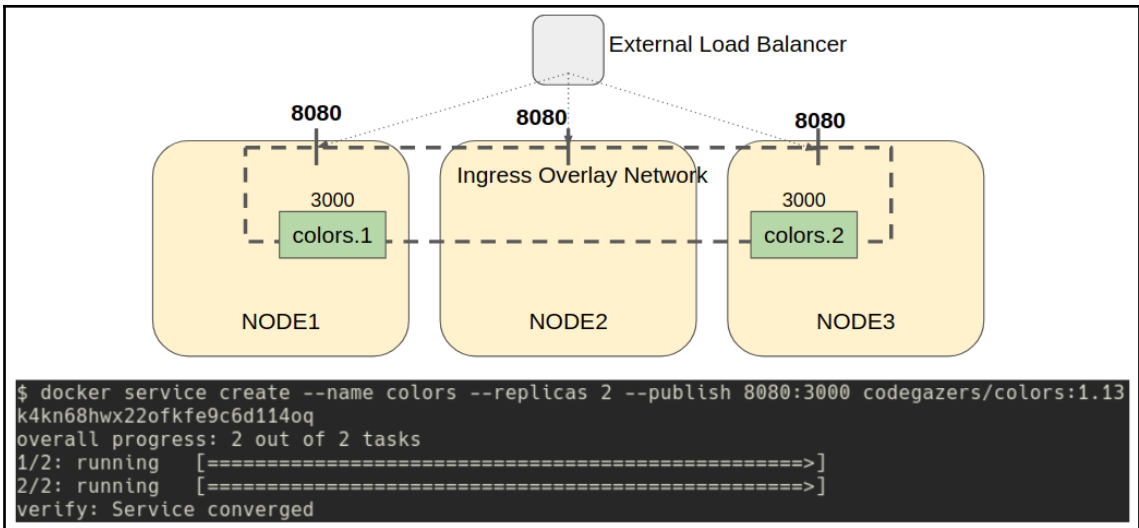 External Load Balancer
8080
8080
8080
Ingress Overlay Network
3000
3000
colors.1
colors.2
NODE1
NODE2
NODE3
$ docker service create --name colors --replicas 2 --publish 8080:3000 codegazers/colors:1.13
k4kn68hwx22ofkfe9c6d114oq
overall progress: 2 out of 2 tasks
1/2: running   [==================================================>]
2/2: running   [==================================================>]
verify: Service converged